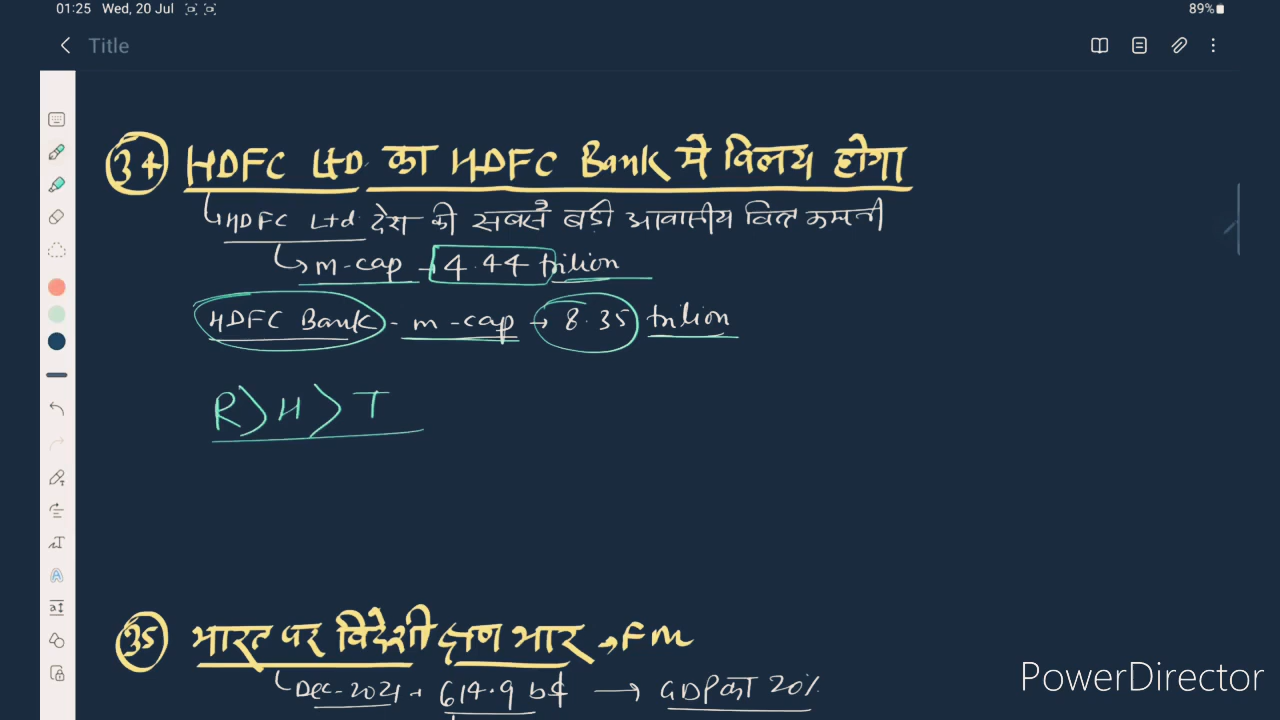 01:25 Wed, 20 Jul 89%
Title
34 HDFC Ltd. का HDFC Bank में विलय होगा
HDFC Ltd देश की सबसे बड़ी आवासीय वित्त कम्पनी
m-cap - 4.44 trilion
HDFC Bank - m-cap → 8.35 trilion
R > H > T
35 भारत पर विदेशी ऋण भार → FM
Dec-2021 - 614.9 b$ → GDP का 20%
PowerDirector